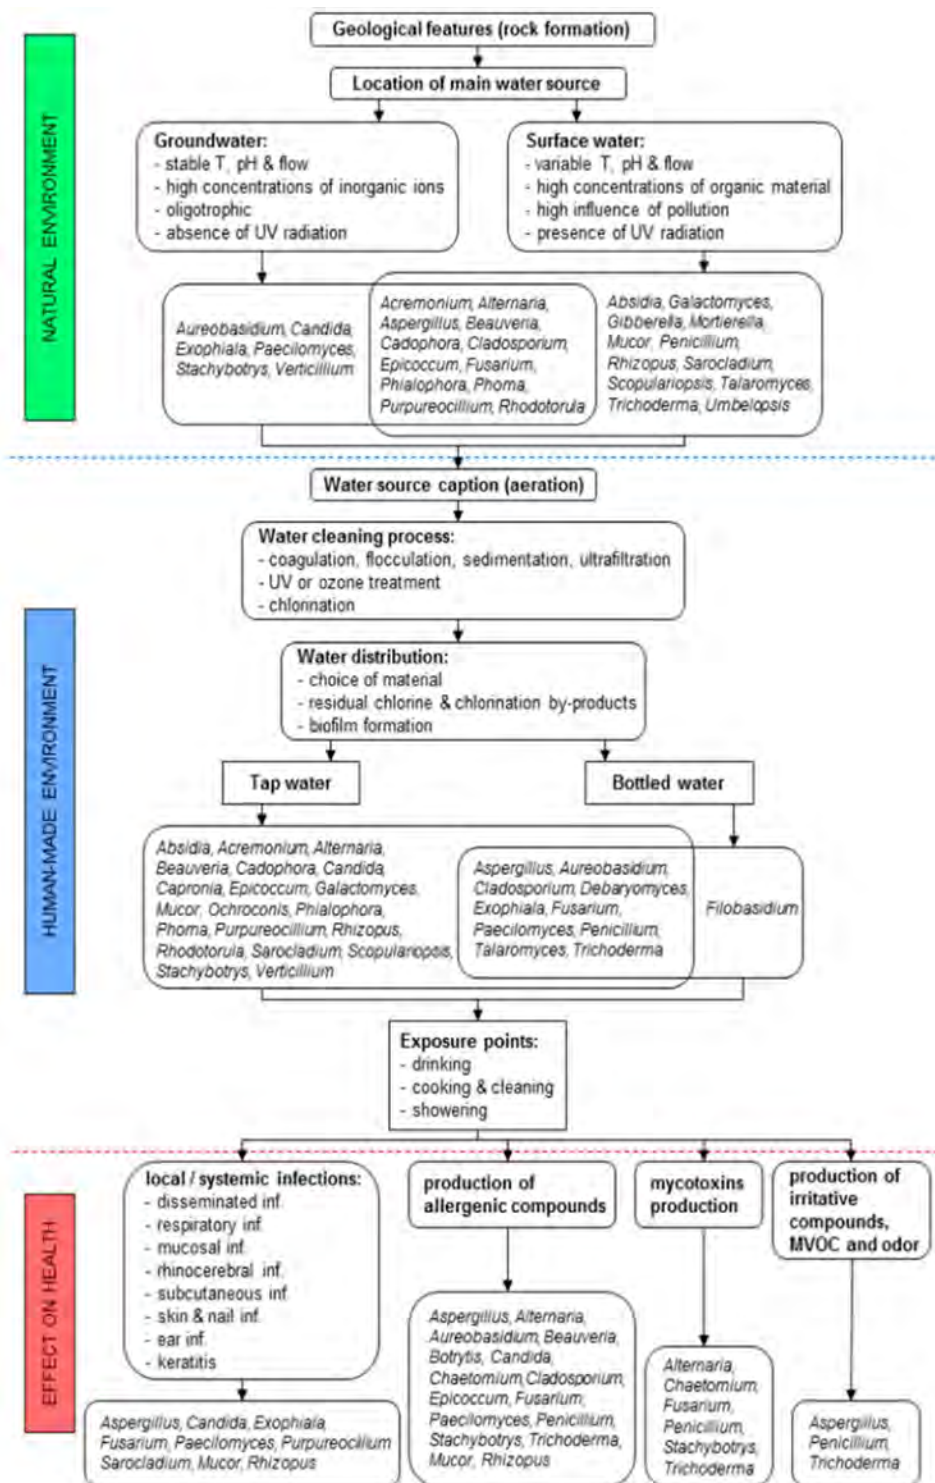 Geological features (rock formation)
Location of main water source
NATURAL ENVIRONMENT
Groundwater:
- stable T, pH & flow
- high concentrations of inorganic ions
- oligotrophic
- absence of UV radiation
Surface water:
- variable T, pH & flow
- high concentrations of organic material
- high influence of pollution
- presence of UV radiation
Aureobasidium, Candida,
Exophiala, Paecilomyces,
Stachybotrys, Verticillium
Acremonium, Alternaria,
Aspergillus, Beauveria,
Cadophora, Cladosporium,
Epicoccum, Fusarium,
Phialophora, Phoma,
Purpureocillium, Rhodotorula
Absidia, Galactomyces,
Gibberella, Mortierella,
Mucor, Penicillium,
Rhizopus, Sarocladium,
Scopulariopsis, Talaromyces,
Trichoderma, Umbelopsis
Water source caption (aeration)
HUMAN-MADE ENVIRONMENT
Water cleaning process:
- coagulation, flocculation, sedimentation, ultrafiltration
- UV or ozone treatment
- chlorination
Water distribution:
- choice of material
- residual chlorine & chlorination by-products
- biofilm formation
Tap water
Bottled water
Absidia, Acremonium, Alternaria,
Beauveria, Cadophora, Candida,
Capronia, Epicoccum, Galactomyces,
Mucor, Ochroconis, Phialophora,
Phoma, Purpureocillium, Rhizopus,
Rhodotorula, Sarocladium, Scopulariopsis,
Stachybotrys, Verticillium
Aspergillus, Aureobasidium,
Cladosporium, Debaryomyces,
Exophiala, Fusarium,
Paecilomyces, Penicillium,
Talaromyces, Trichoderma
Filobasidium
Exposure points:
- drinking
- cooking & cleaning
- showering
EFFECT ON HEALTH
local / systemic infections:
- disseminated inf.
- respiratory inf.
- mucosal inf.
- rhinocerebral inf.
- subcutaneous inf.
- skin & nail inf.
- ear inf.
- keratitis
production of
allergenic compounds
mycotoxins
production
production of
irritative
compounds,
MVOC and odor
Aspergillus, Candida, Exophiala,
Fusarium, Paecilomyces, Purpureocillium
Sarocladium, Mucor, Rhizopus
Aspergillus, Alternaria,
Aureobasidium, Beauveria,
Botrytis, Candida,
Chaetomium, Cladosporium,
Epicoccum, Fusarium,
Paecilomyces, Penicillium,
Stachybotrys, Trichoderma,
Mucor, Rhizopus
Alternaria,
Chaetomium,
Fusarium,
Penicillium,
Stachybotrys,
Trichoderma
Aspergillus,
Penicillium,
Trichoderma